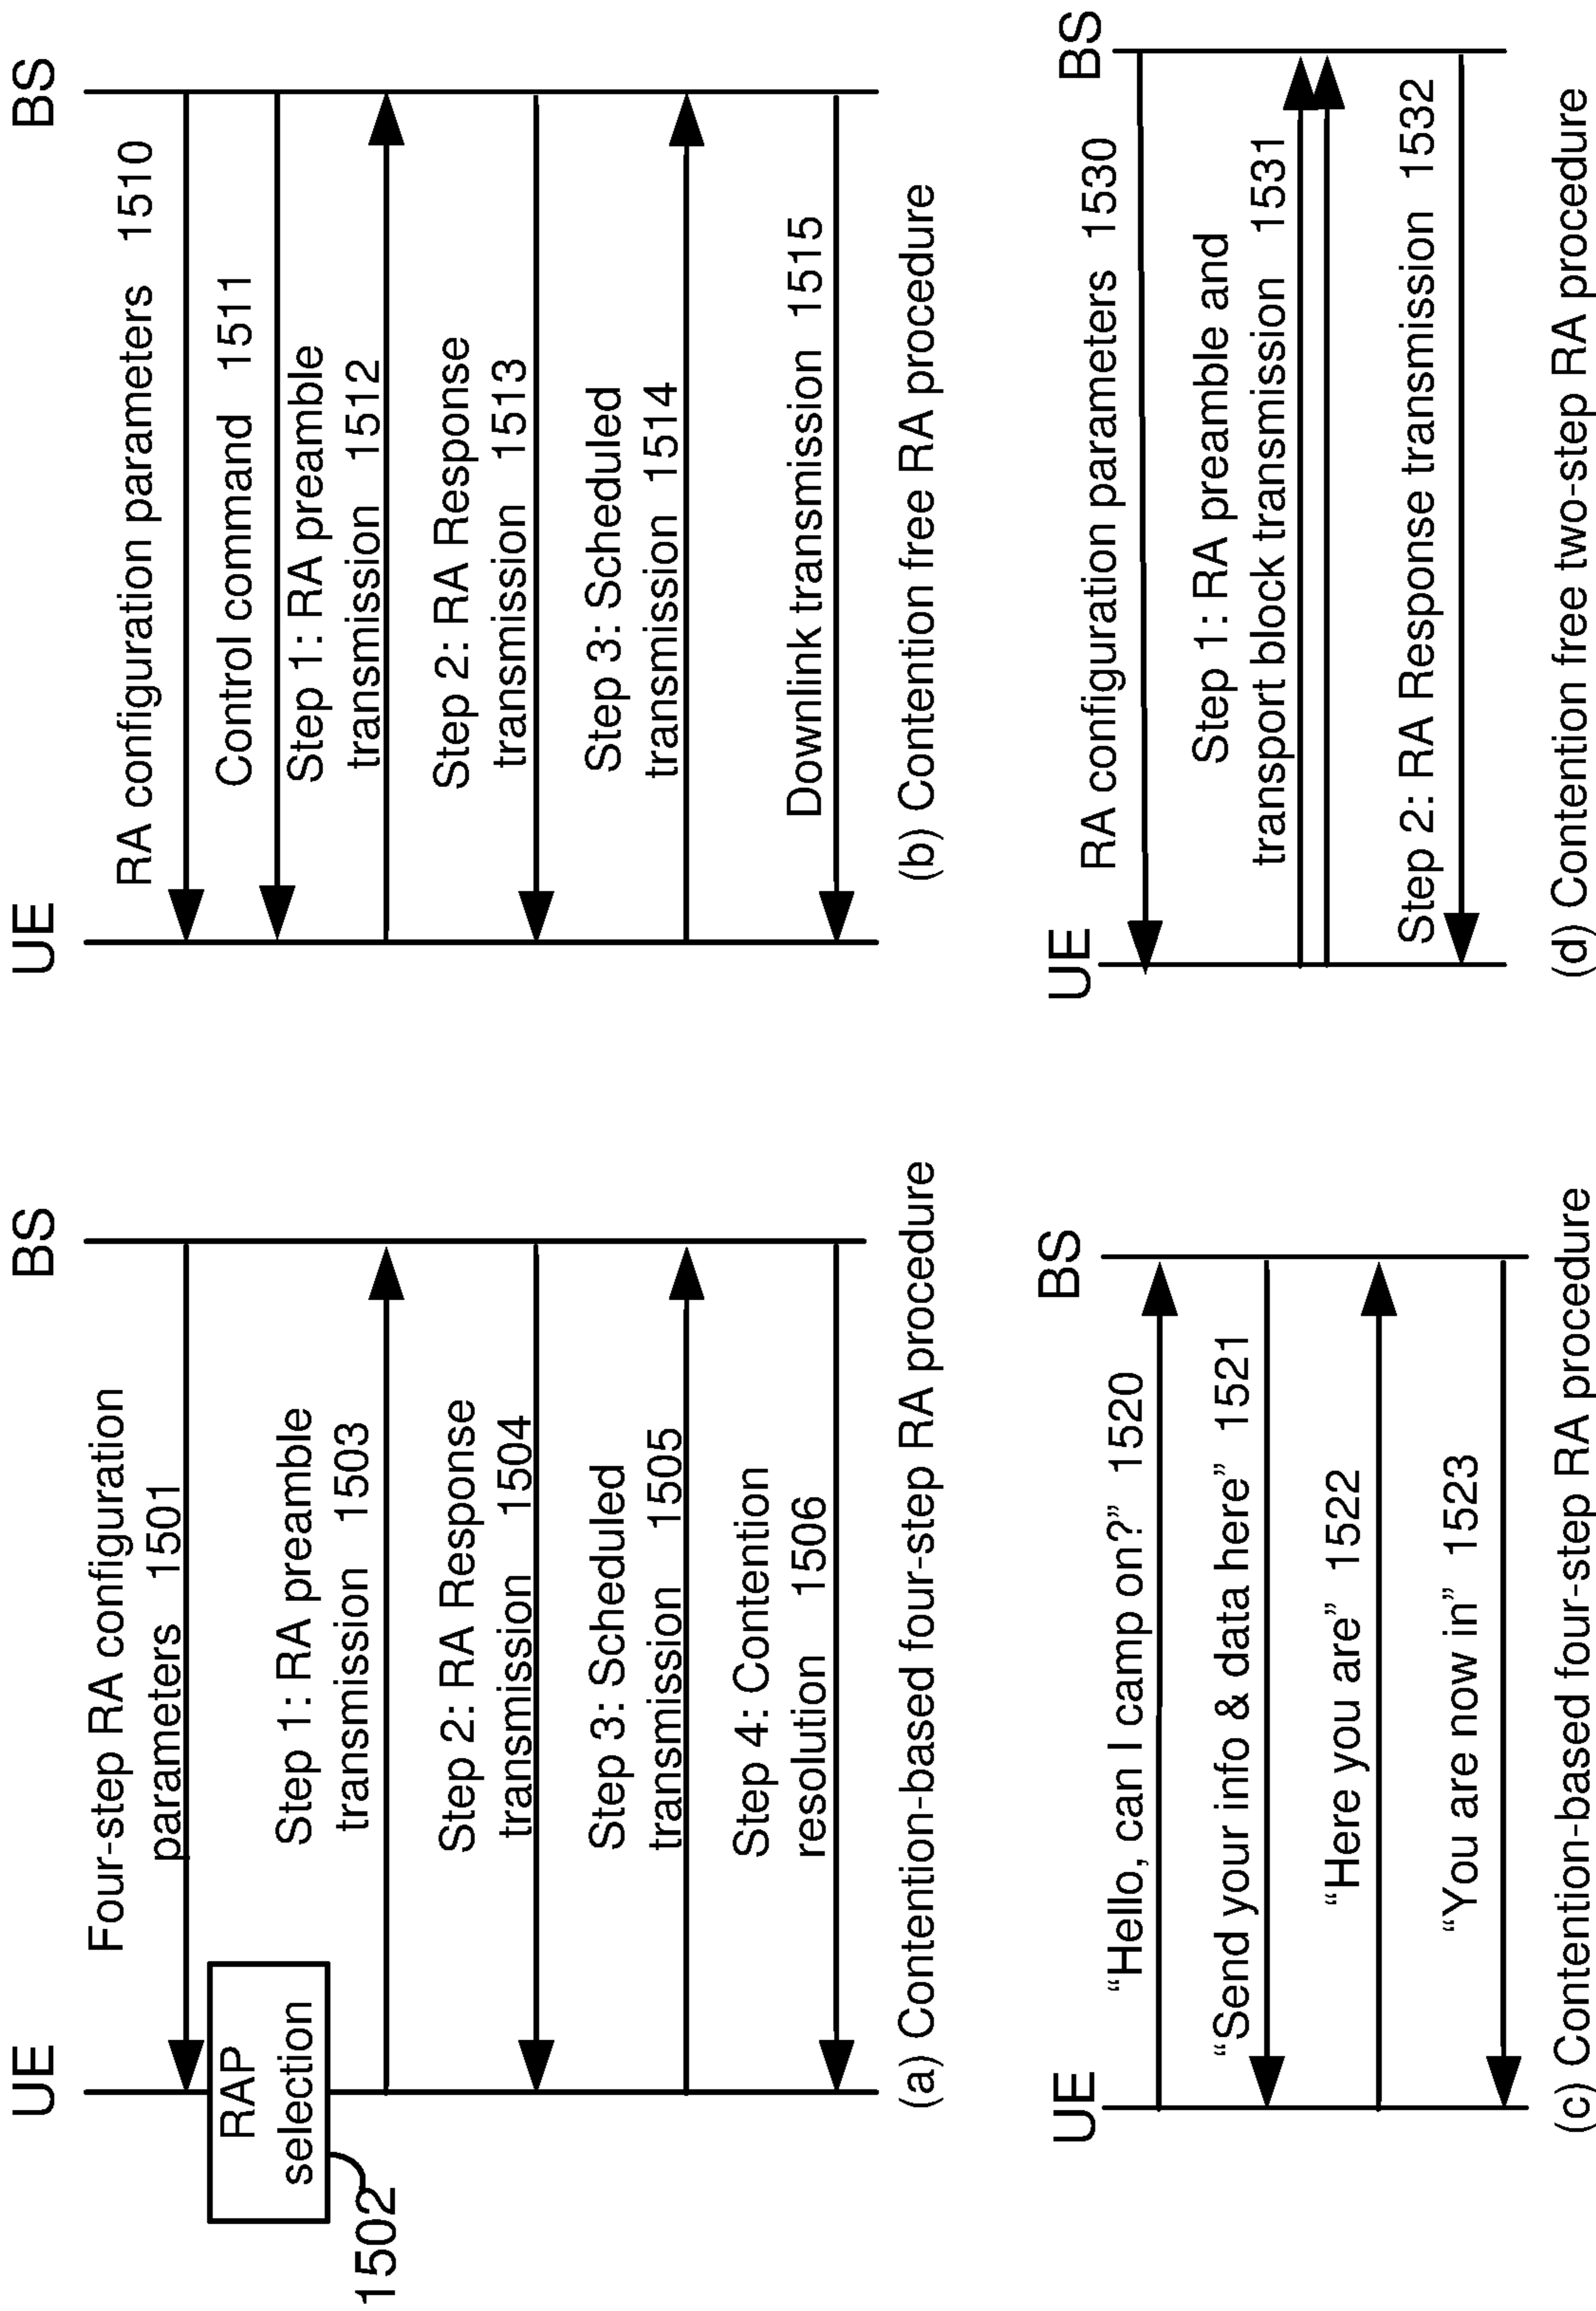 UE
BS
Four-step RA configuration
parameters 1501
RAP
selection
1502
Step 1: RA preamble
transmission 1503
Step 2: RA Response
transmission 1504
Step 3: Scheduled
transmission 1505
Step 4: Contention
resolution 1506
(a) Contention-based four-step RA procedure
UE
BS
RA configuration parameters 1510
Control command 1511
Step 1: RA preamble
transmission 1512
Step 2: RA Response
transmission 1513
Step 3: Scheduled
transmission 1514
Downlink transmission 1515
(b) Contention free RA procedure
UE
BS
“Hello, can I camp on?” 1520
“Send your info & data here” 1521
“Here you are” 1522
“You are now in” 1523
(c) Contention-based four-step RA procedure
UE
BS
RA configuration parameters 1530
Step 1: RA preamble and
transport block transmission 1531
Step 2: RA Response transmission 1532
(d) Contention free two-step RA procedure